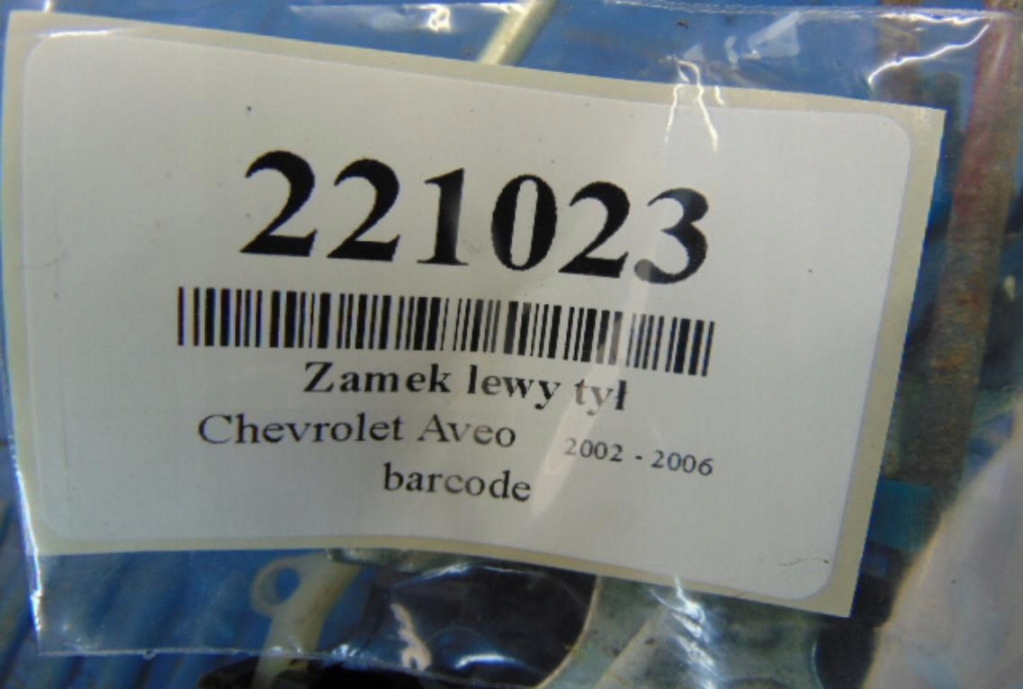 221023
Zamek lewy tył
Chevrolet Aveo 2002 - 2006
barcode